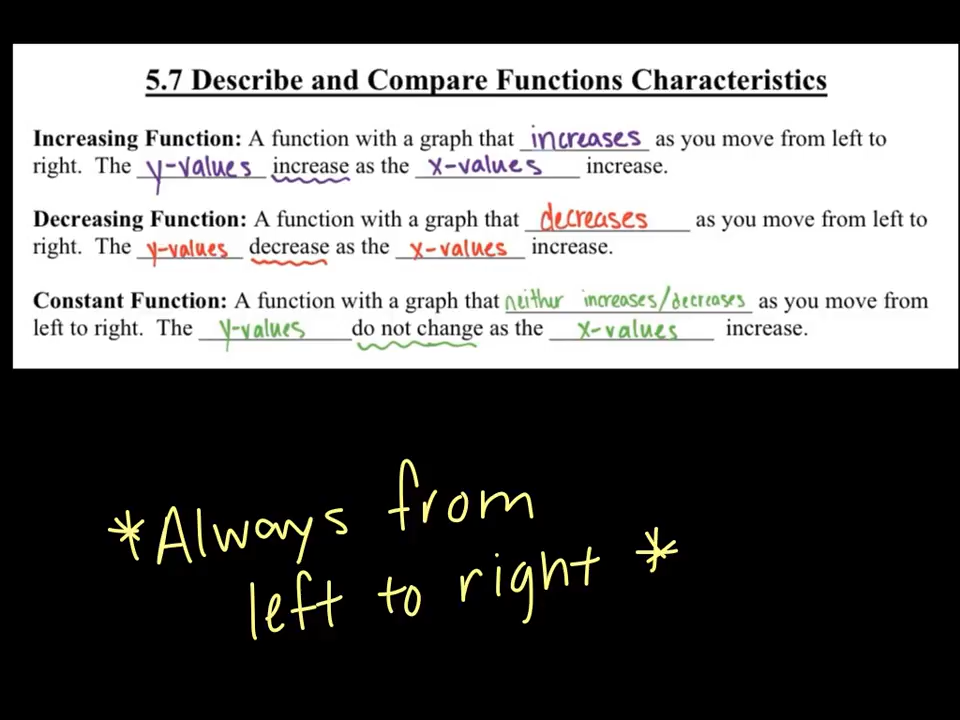 5.7 Describe and Compare Functions Characteristics
Increasing Function: A function with a graph that increases as you move from left to
right. The y-values increase as the x-values increase.
Decreasing Function: A function with a graph that decreases as you move from left to
right. The y-values decrease as the x-values increase.
Constant Function: A function with a graph that neither increases/decreases as you move from
left to right. The y-values do not change as the x-values increase.
*Always from
left to right *